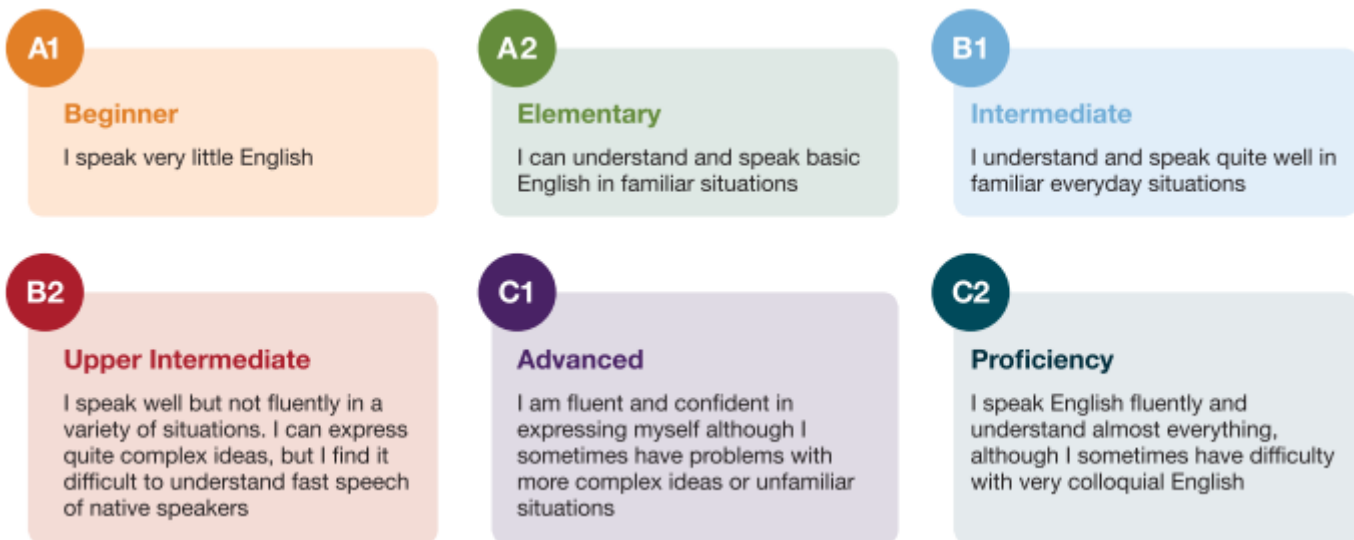 A1
Beginner
I speak very little English
A2
Elementary
I can understand and speak basic
English in familiar situations
B1
Intermediate
I understand and speak quite well in
familiar everyday situations
B2
Upper Intermediate
I speak well but not fluently in a
variety of situations. I can express
quite complex ideas, but I find it
difficult to understand fast speech
of native speakers
C1
Advanced
I am fluent and confident in
expressing myself although I
sometimes have problems with
more complex ideas or unfamiliar
situations
C2
Proficiency
I speak English fluently and
understand almost everything,
although I sometimes have difficulty
with very colloquial English